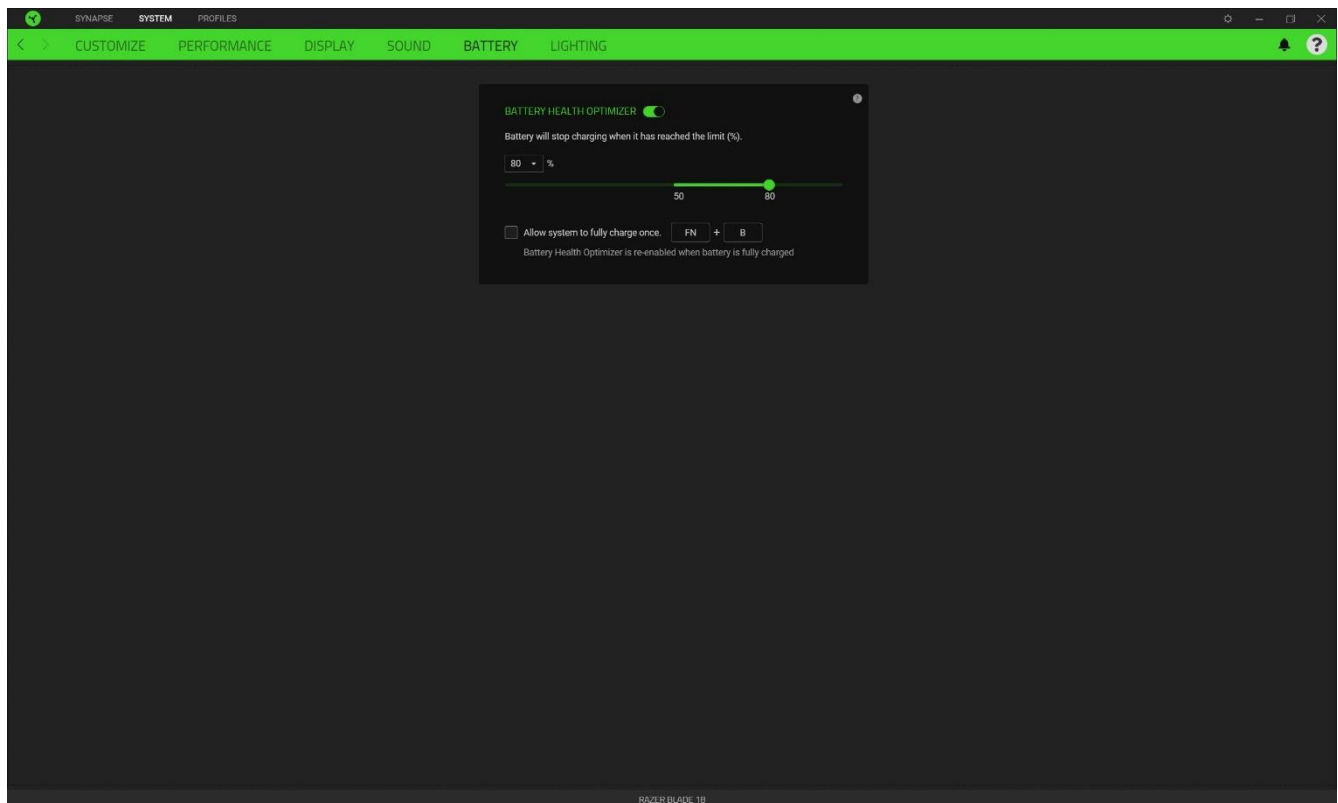 SYNAPSE SYSTEM PROFILES
CUSTOMIZE PERFORMANCE DISPLAY SOUND BATTERY LIGHTING ?
BATTERY HEALTH OPTIMIZER ?
Battery will stop charging when it has reached the limit (%).
80 %
50 80
Allow system to fully charge once. FN + B
Battery Health Optimizer is re-enabled when battery is fully charged
RAZER BLADE 18